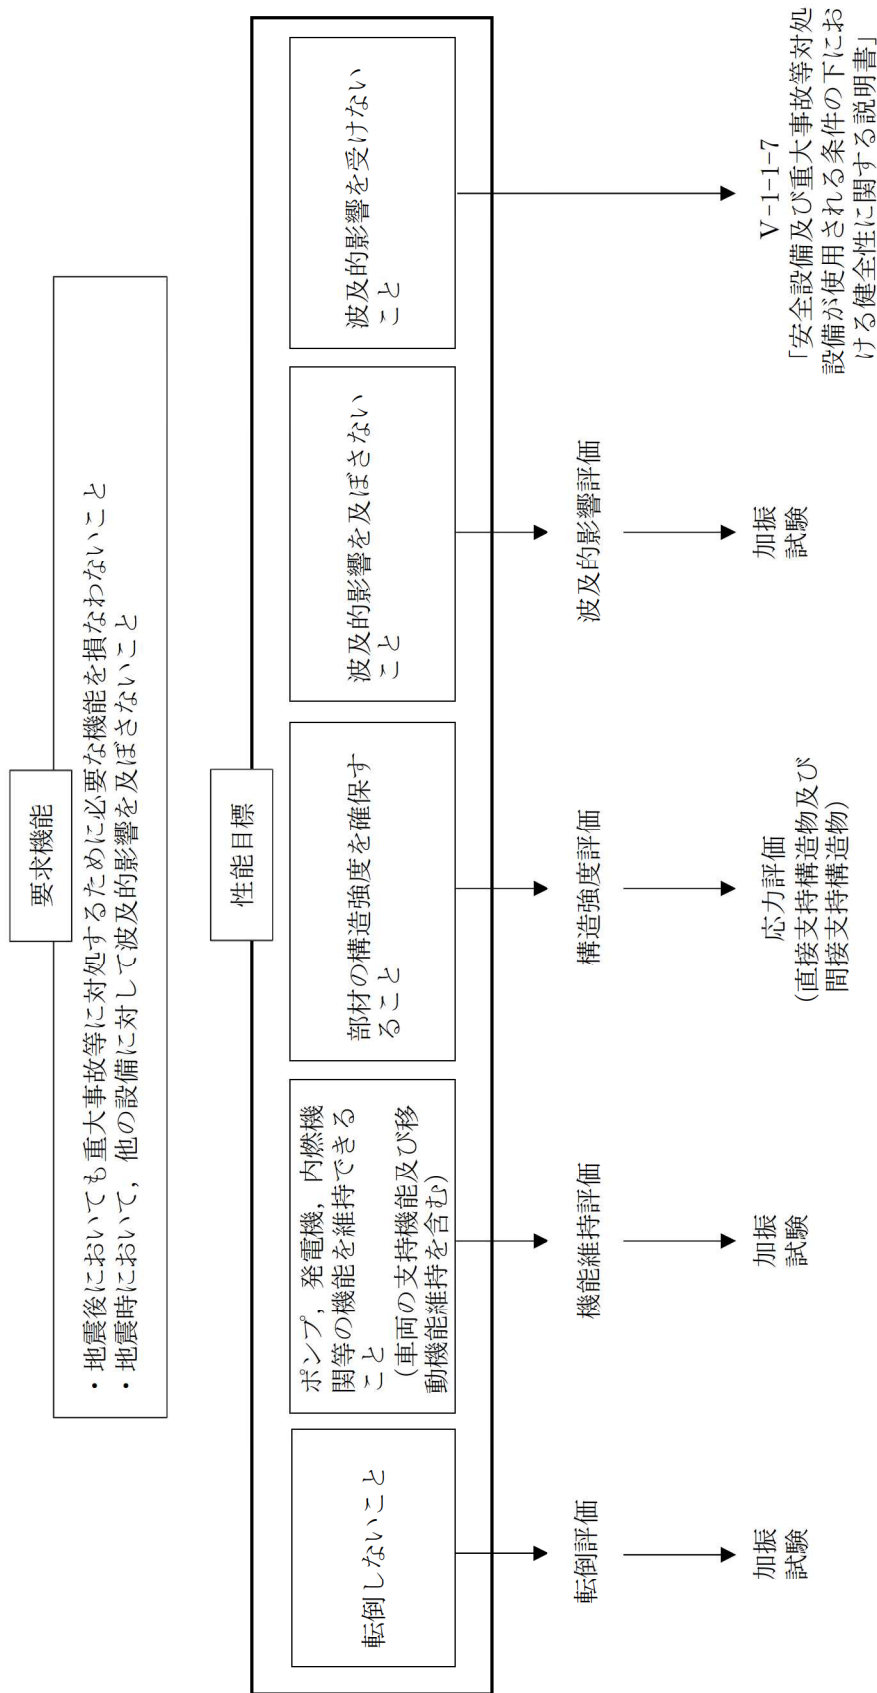 要求機能
・地震後においても重大事故等に対処するために必要な機能を損なわないこと
・地震時において，他の設備に対して波及的影響を及ぼさないこと
性能目標
転倒しないこと
ポンプ，発電機，内燃機
関等の機能を維持できる
こと
(車両の支持機能及び移
動機能維持を含む)
部材の構造強度を確保す
ること
波及的影響を及ぼさない
こと
波及的影響を受けない
こと
転倒評価
機能維持評価
構造強度評価
波及的影響評価
加振
試験
加振
試験
応力評価
(直接支持構造物及び
間接支持構造物)
加振
試験
V-1-1-7
「安全設備及び重大事故等対処
設備が使用される条件の下にお
ける健全性に関する説明書」